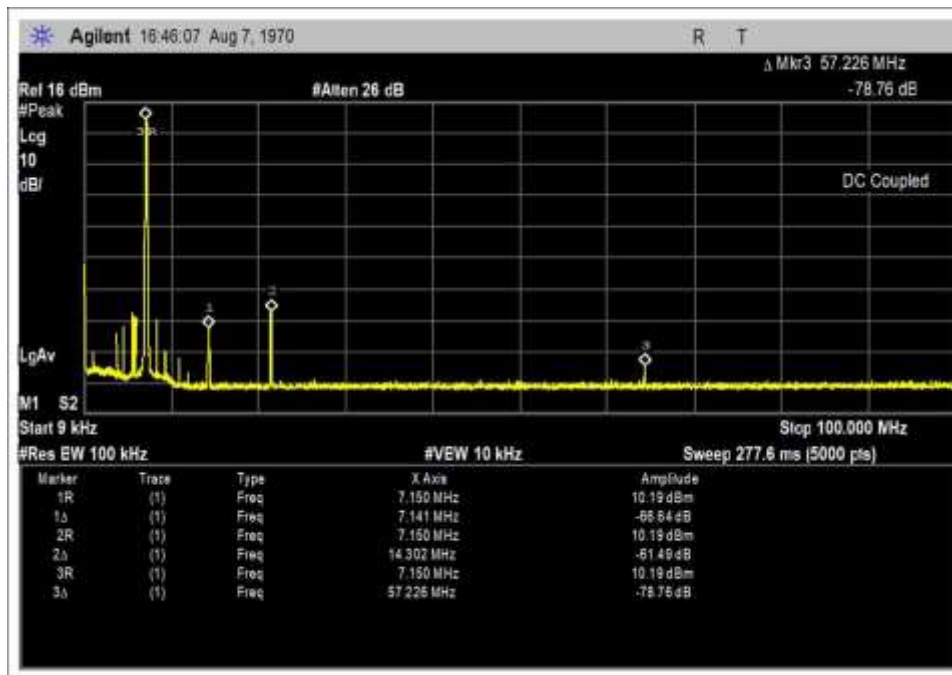 Agilent 16:46:07 Aug 7, 1970 R T
Δ Mkr3 57.226 MHz
Ref 16 dBm #Atten 26 dB -78.76 dB
#Peak
Log
10
dB/
3R
DC Coupled
1
2
3
LgAv
M1 S2
Start 9 kHz Stop 100.000 MHz
#Res BW 100 kHz #VBW 10 kHz Sweep 277.6 ms (5000 pts)
Marker Trace Type X Axis Amplitude
1R (1) Freq 7.150 MHz 10.19 dBm
1Δ (1) Freq 7.141 MHz -66.64 dB
2R (1) Freq 7.150 MHz 10.19 dBm
2Δ (1) Freq 14.302 MHz -61.49 dB
3R (1) Freq 7.150 MHz 10.19 dBm
3Δ (1) Freq 57.226 MHz -78.76 dB